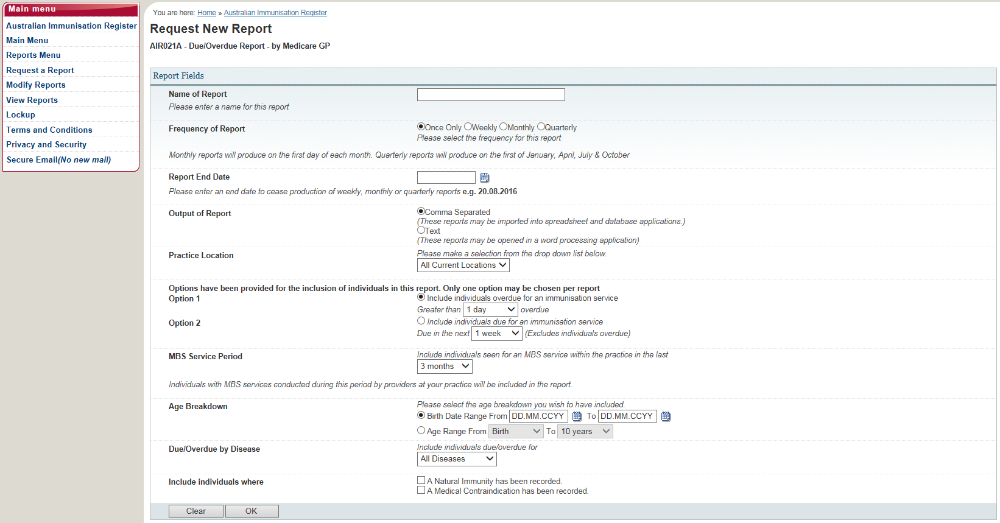 Main menu
Australian Immunisation Register
Main Menu
Reports Menu
Request a Report
Modify Reports
View Reports
Lockup
Terms and Conditions
Privacy and Security
Secure Email(No new mail)
You are here: Home » Australian Immunisation Register
Request New Report
AIR021A - Due/Overdue Report - by Medicare GP
Report Fields
Name of Report
Please enter a name for this report
Frequency of Report
Once Only Weekly Monthly Quarterly
Please select the frequency for this report
Monthly reports will produce on the first day of each month. Quarterly reports will produce on the first of January, April, July & October
Report End Date
Please enter an end date to cease production of weekly, monthly or quarterly reports e.g. 20.08.2016
Output of Report
Comma Separated
(These reports may be imported into spreadsheet and database applications.)
Text
(These reports may be opened in a word processing application)
Practice Location
Please make a selection from the drop down list below.
All Current Locations
Options have been provided for the inclusion of individuals in this report. Only one option may be chosen per report
Option 1
Include individuals overdue for an immunisation service
Greater than 1 day overdue
Option 2
Include individuals due for an immunisation service
Due in the next 1 week (Excludes individuals overdue)
MBS Service Period
Include individuals seen for an MBS service within the practice in the last
3 months
Individuals with MBS services conducted during this period by providers at your practice will be included in the report.
Age Breakdown
Please select the age breakdown you wish to have included.
Birth Date Range From DD.MM.CCYY To DD.MM.CCYY
Age Range From Birth To 10 years
Due/Overdue by Disease
Include individuals due/overdue for
All Diseases
Include individuals where
A Natural Immunity has been recorded.
A Medical Contraindication has been recorded.
Clear OK